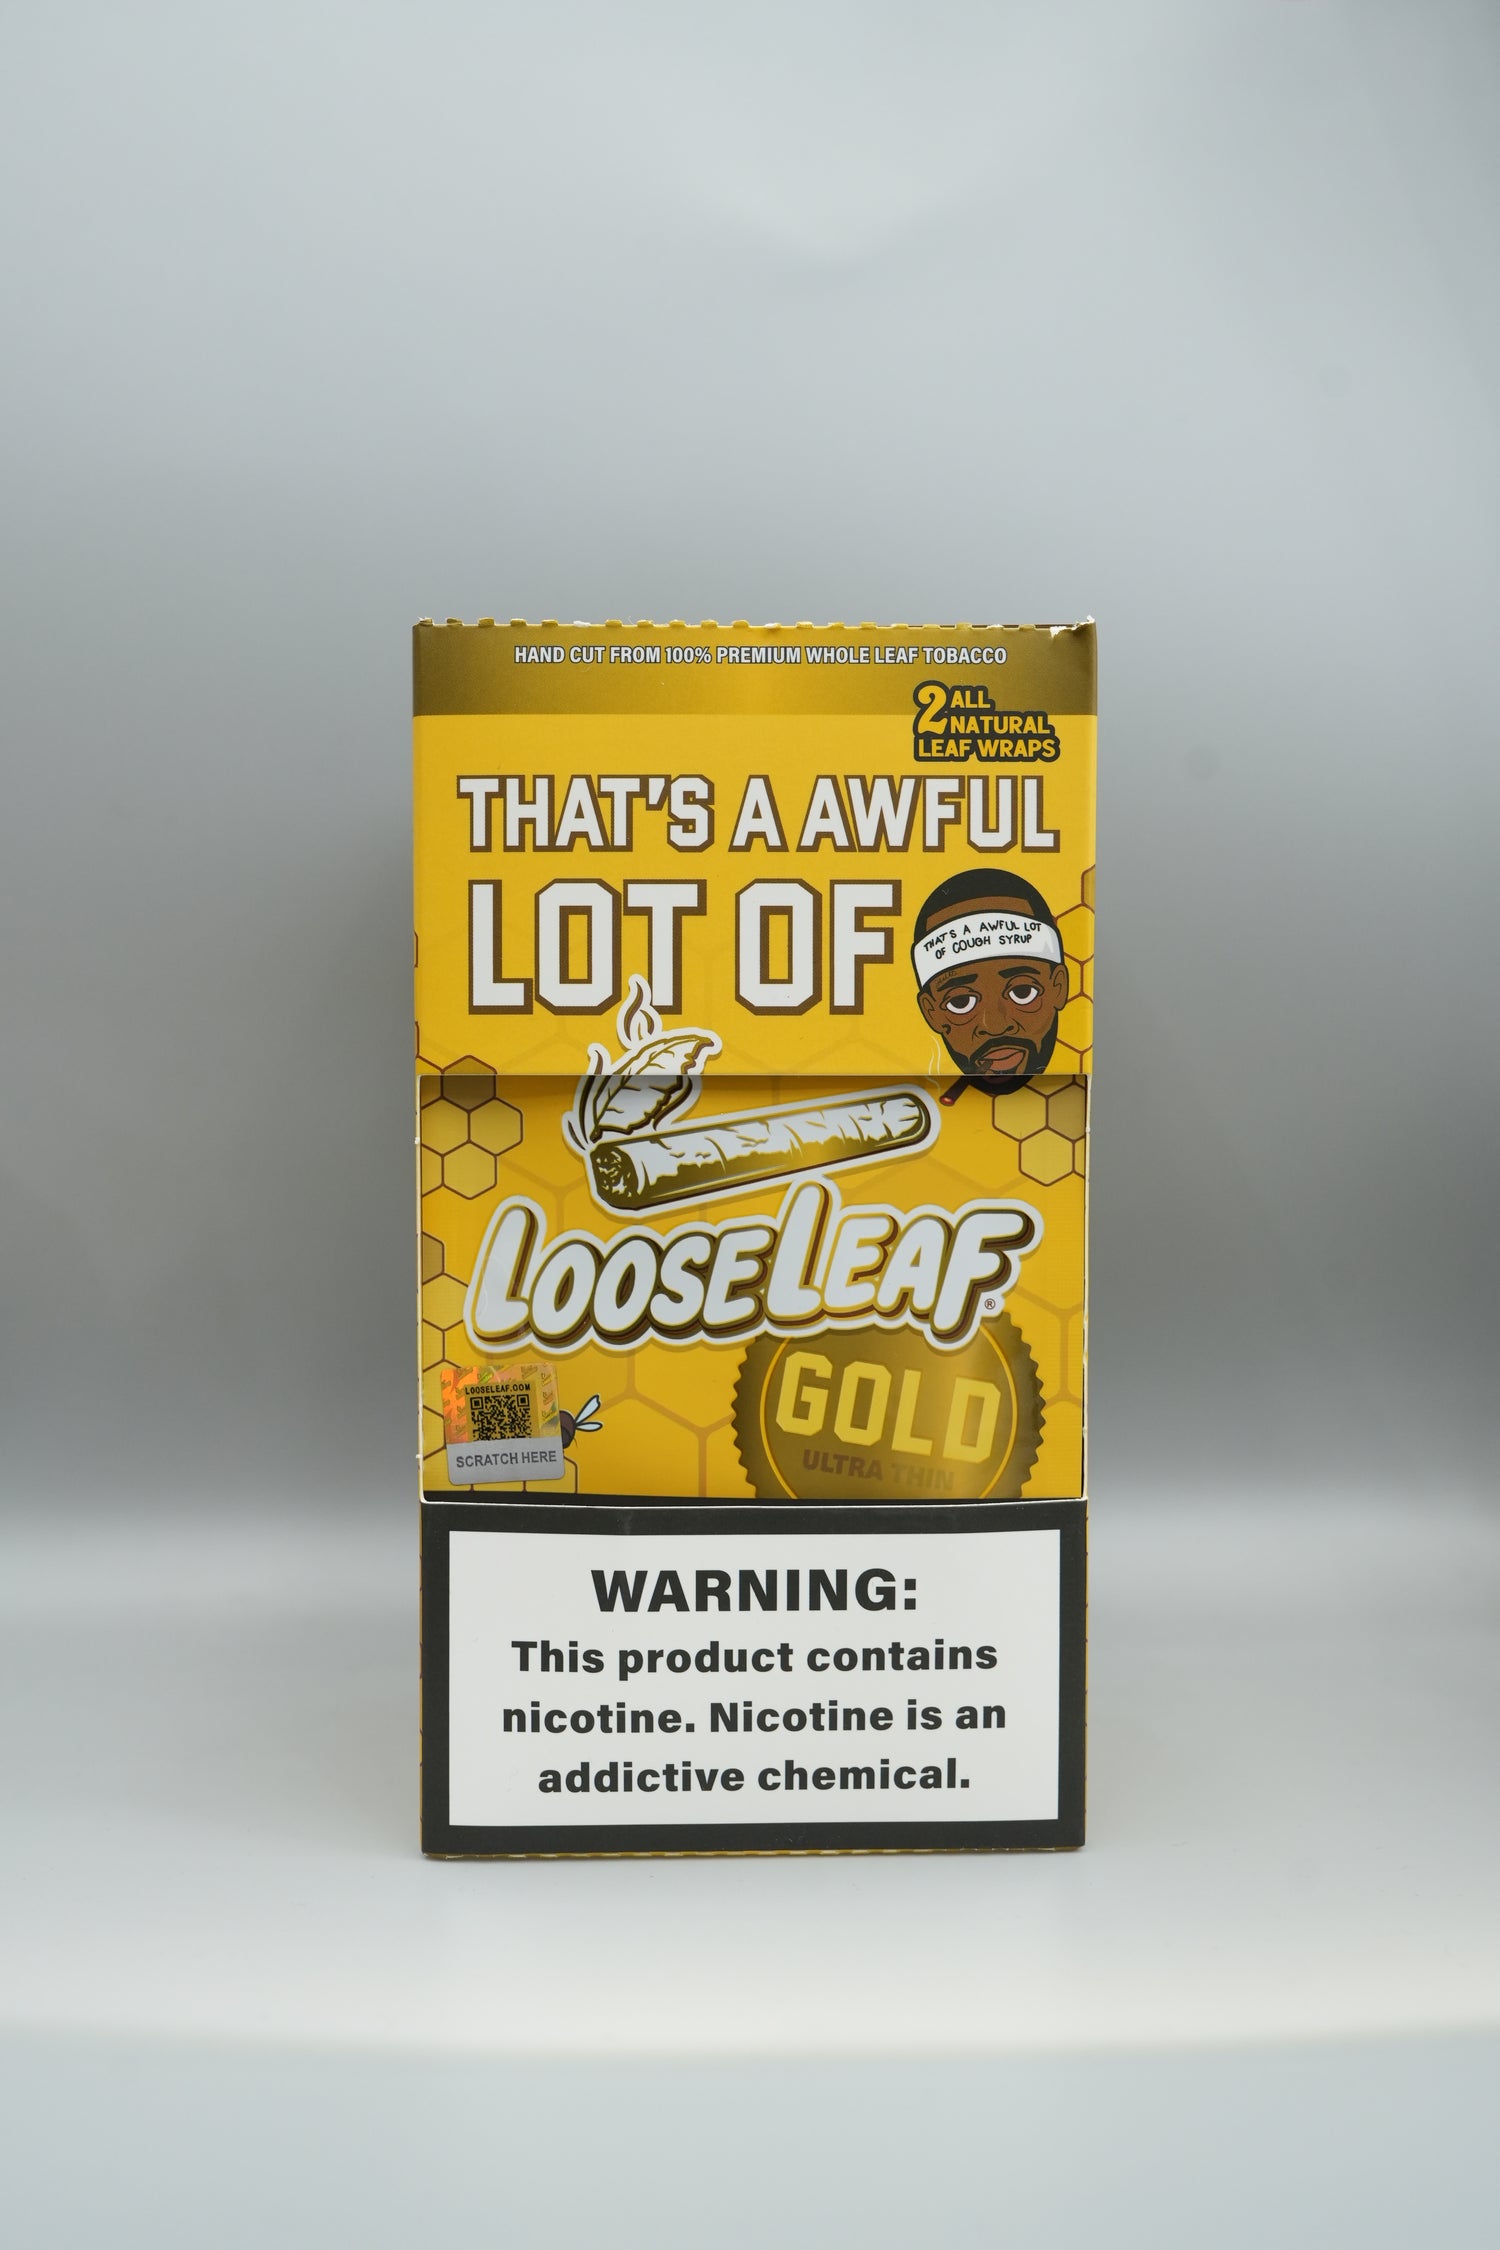 HAND CUT FROM 100% PREMIUM WHOLE LEAF TOBACCO
2 ALL
NATURAL
LEAF WRAPS
THAT'S A AWFUL
LOT OF
THAT'S A AWFUL LOT
OF COUGH SYRUP
LOOSELEAF®
GOLD
ULTRA THIN
LOOSELEAF.COM
SCRATCH HERE
WARNING:
This product contains
nicotine. Nicotine is an
addictive chemical.